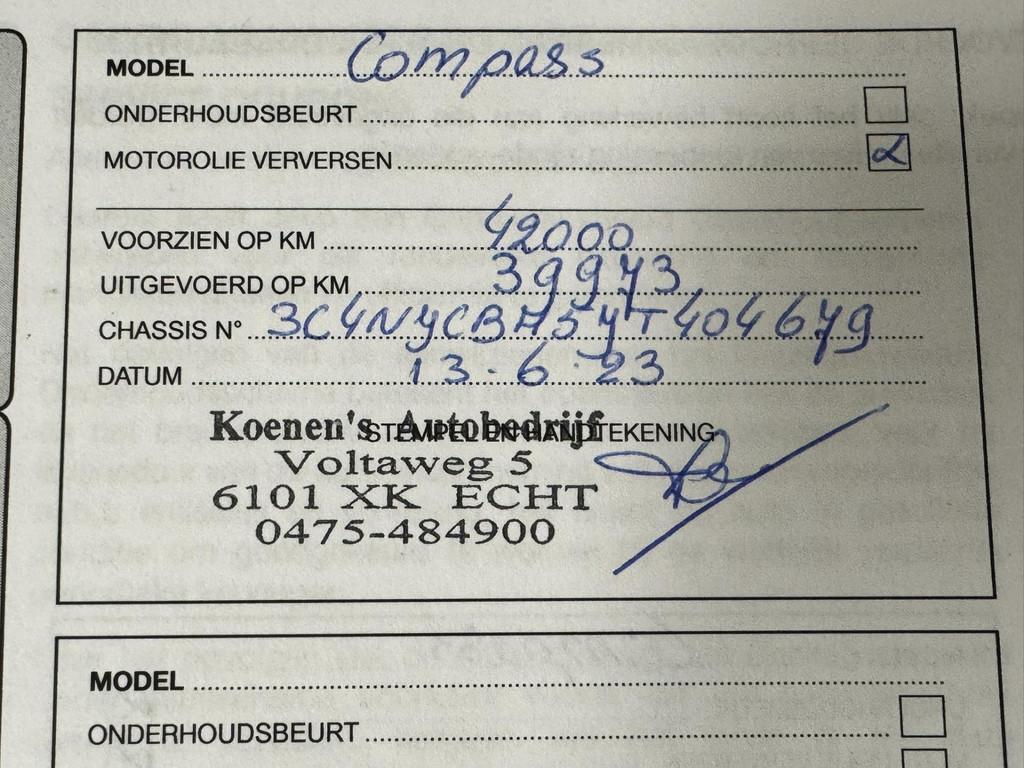 MODEL Compass
ONDERHOUDSBEURT
MOTOROLIE VERVERSEN
VOORZIEN OP KM 42000
UITGEVOERD OP KM 39973
CHASSIS N° 3C4NJCBH5JT404679
DATUM 13-6-23
Koenen's Autobedrijf
STEMPEL EN HANDTEKENING
Voltaweg 5
6101 XK ECHT
0475-484900
MODEL
ONDERHOUDSBEURT